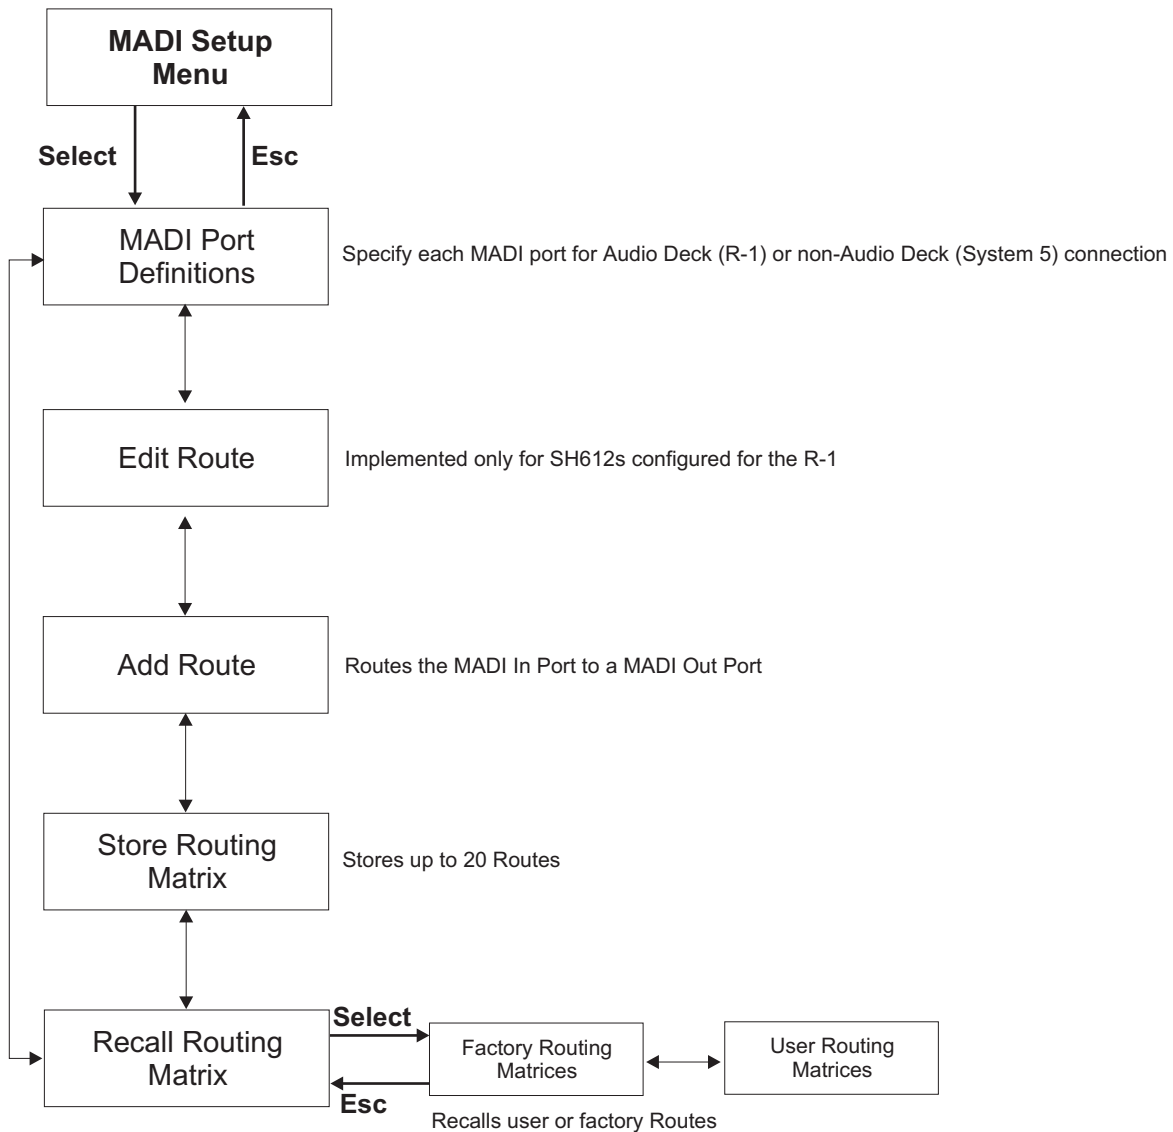 MADI Setup
Menu
Select
Esc
MADI Port
Definitions
Specify each MADI port for Audio Deck (R-1) or non-Audio Deck (System 5) connection
Edit Route
Implemented only for SH612s configured for the R-1
Add Route
Routes the MADI In Port to a MADI Out Port
Store Routing
Matrix
Stores up to 20 Routes
Recall Routing
Matrix
Select
Esc
Factory Routing
Matrices
User Routing
Matrices
Recalls user or factory Routes